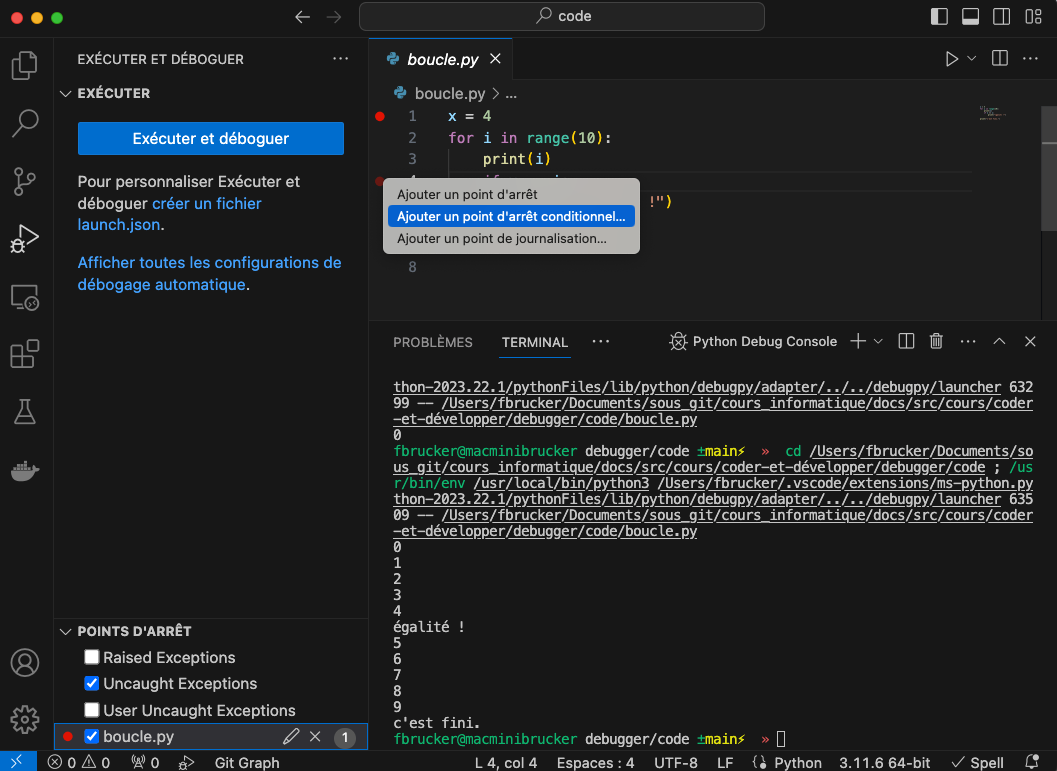 code
EXÉCUTER ET DÉBOGUER
EXÉCUTER
Exécuter et déboguer
Pour personnaliser Exécuter et
déboguer créer un fichier
launch.json.
Afficher toutes les configurations de
débogage automatique.
POINTS D'ARRÊT
Raised Exceptions
Uncaught Exceptions
User Uncaught Exceptions
boucle.py 1
boucle.py
boucle.py > ...
1 x = 4
2 for i in range(10):
3 print(i)
!")
8
Ajouter un point d'arrêt
Ajouter un point d'arrêt conditionnel...
Ajouter un point de journalisation...
PROBLÈMES TERMINAL Python Debug Console
thon-2023.22.1/pythonFiles/lib/python/debugpy/adapter/../../debugpy/launcher 632
99 -- /Users/fbrucker/Documents/sous_git/cours_informatique/docs/src/cours/coder
-et-développer/debugger/code/boucle.py
0
fbrucker@macminibrucker debugger/code ±main⚡ » cd /Users/fbrucker/Documents/so
us_git/cours_informatique/docs/src/cours/coder-et-développer/debugger/code ; /us
r/bin/env /usr/local/bin/python3 /Users/fbrucker/.vscode/extensions/ms-python.py
thon-2023.22.1/pythonFiles/lib/python/debugpy/adapter/../../debugpy/launcher 635
09 -- /Users/fbrucker/Documents/sous_git/cours_informatique/docs/src/cours/coder
-et-développer/debugger/code/boucle.py
0
1
2
3
4
égalité !
5
6
7
8
9
c'est fini.
fbrucker@macminibrucker debugger/code ±main⚡ »
0 0 0 Git Graph L 4, col 4 Espaces : 4 UTF-8 LF Python 3.11.6 64-bit Spell